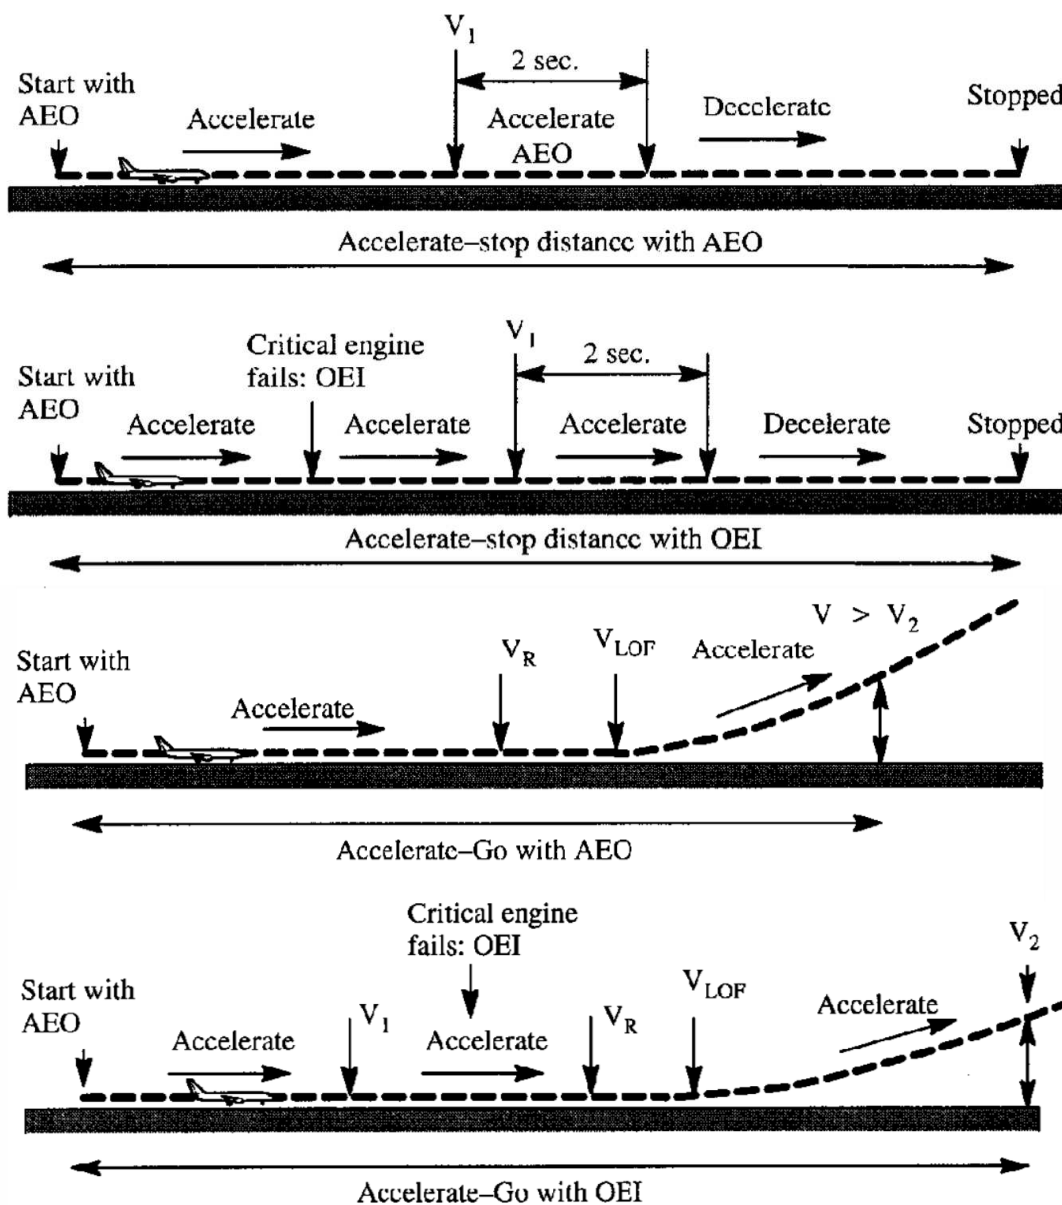 V1
2 sec.
Start with
AEO
Accelerate
Accelerate
AEO
Decelerate
Stopped
Accelerate–stop distance with AEO
Critical engine
fails: OEI
V1
2 sec.
Start with
AEO
Accelerate
Accelerate
Accelerate
Decelerate
Stopped
Accelerate–stop distance with OEI
V > V2
Start with
AEO
Accelerate
VR
VLOF
Accelerate
Accelerate–Go with AEO
Critical engine
fails: OEI
V2
Start with
AEO
Accelerate
V1
Accelerate
VR
VLOF
Accelerate
Accelerate–Go with OEI